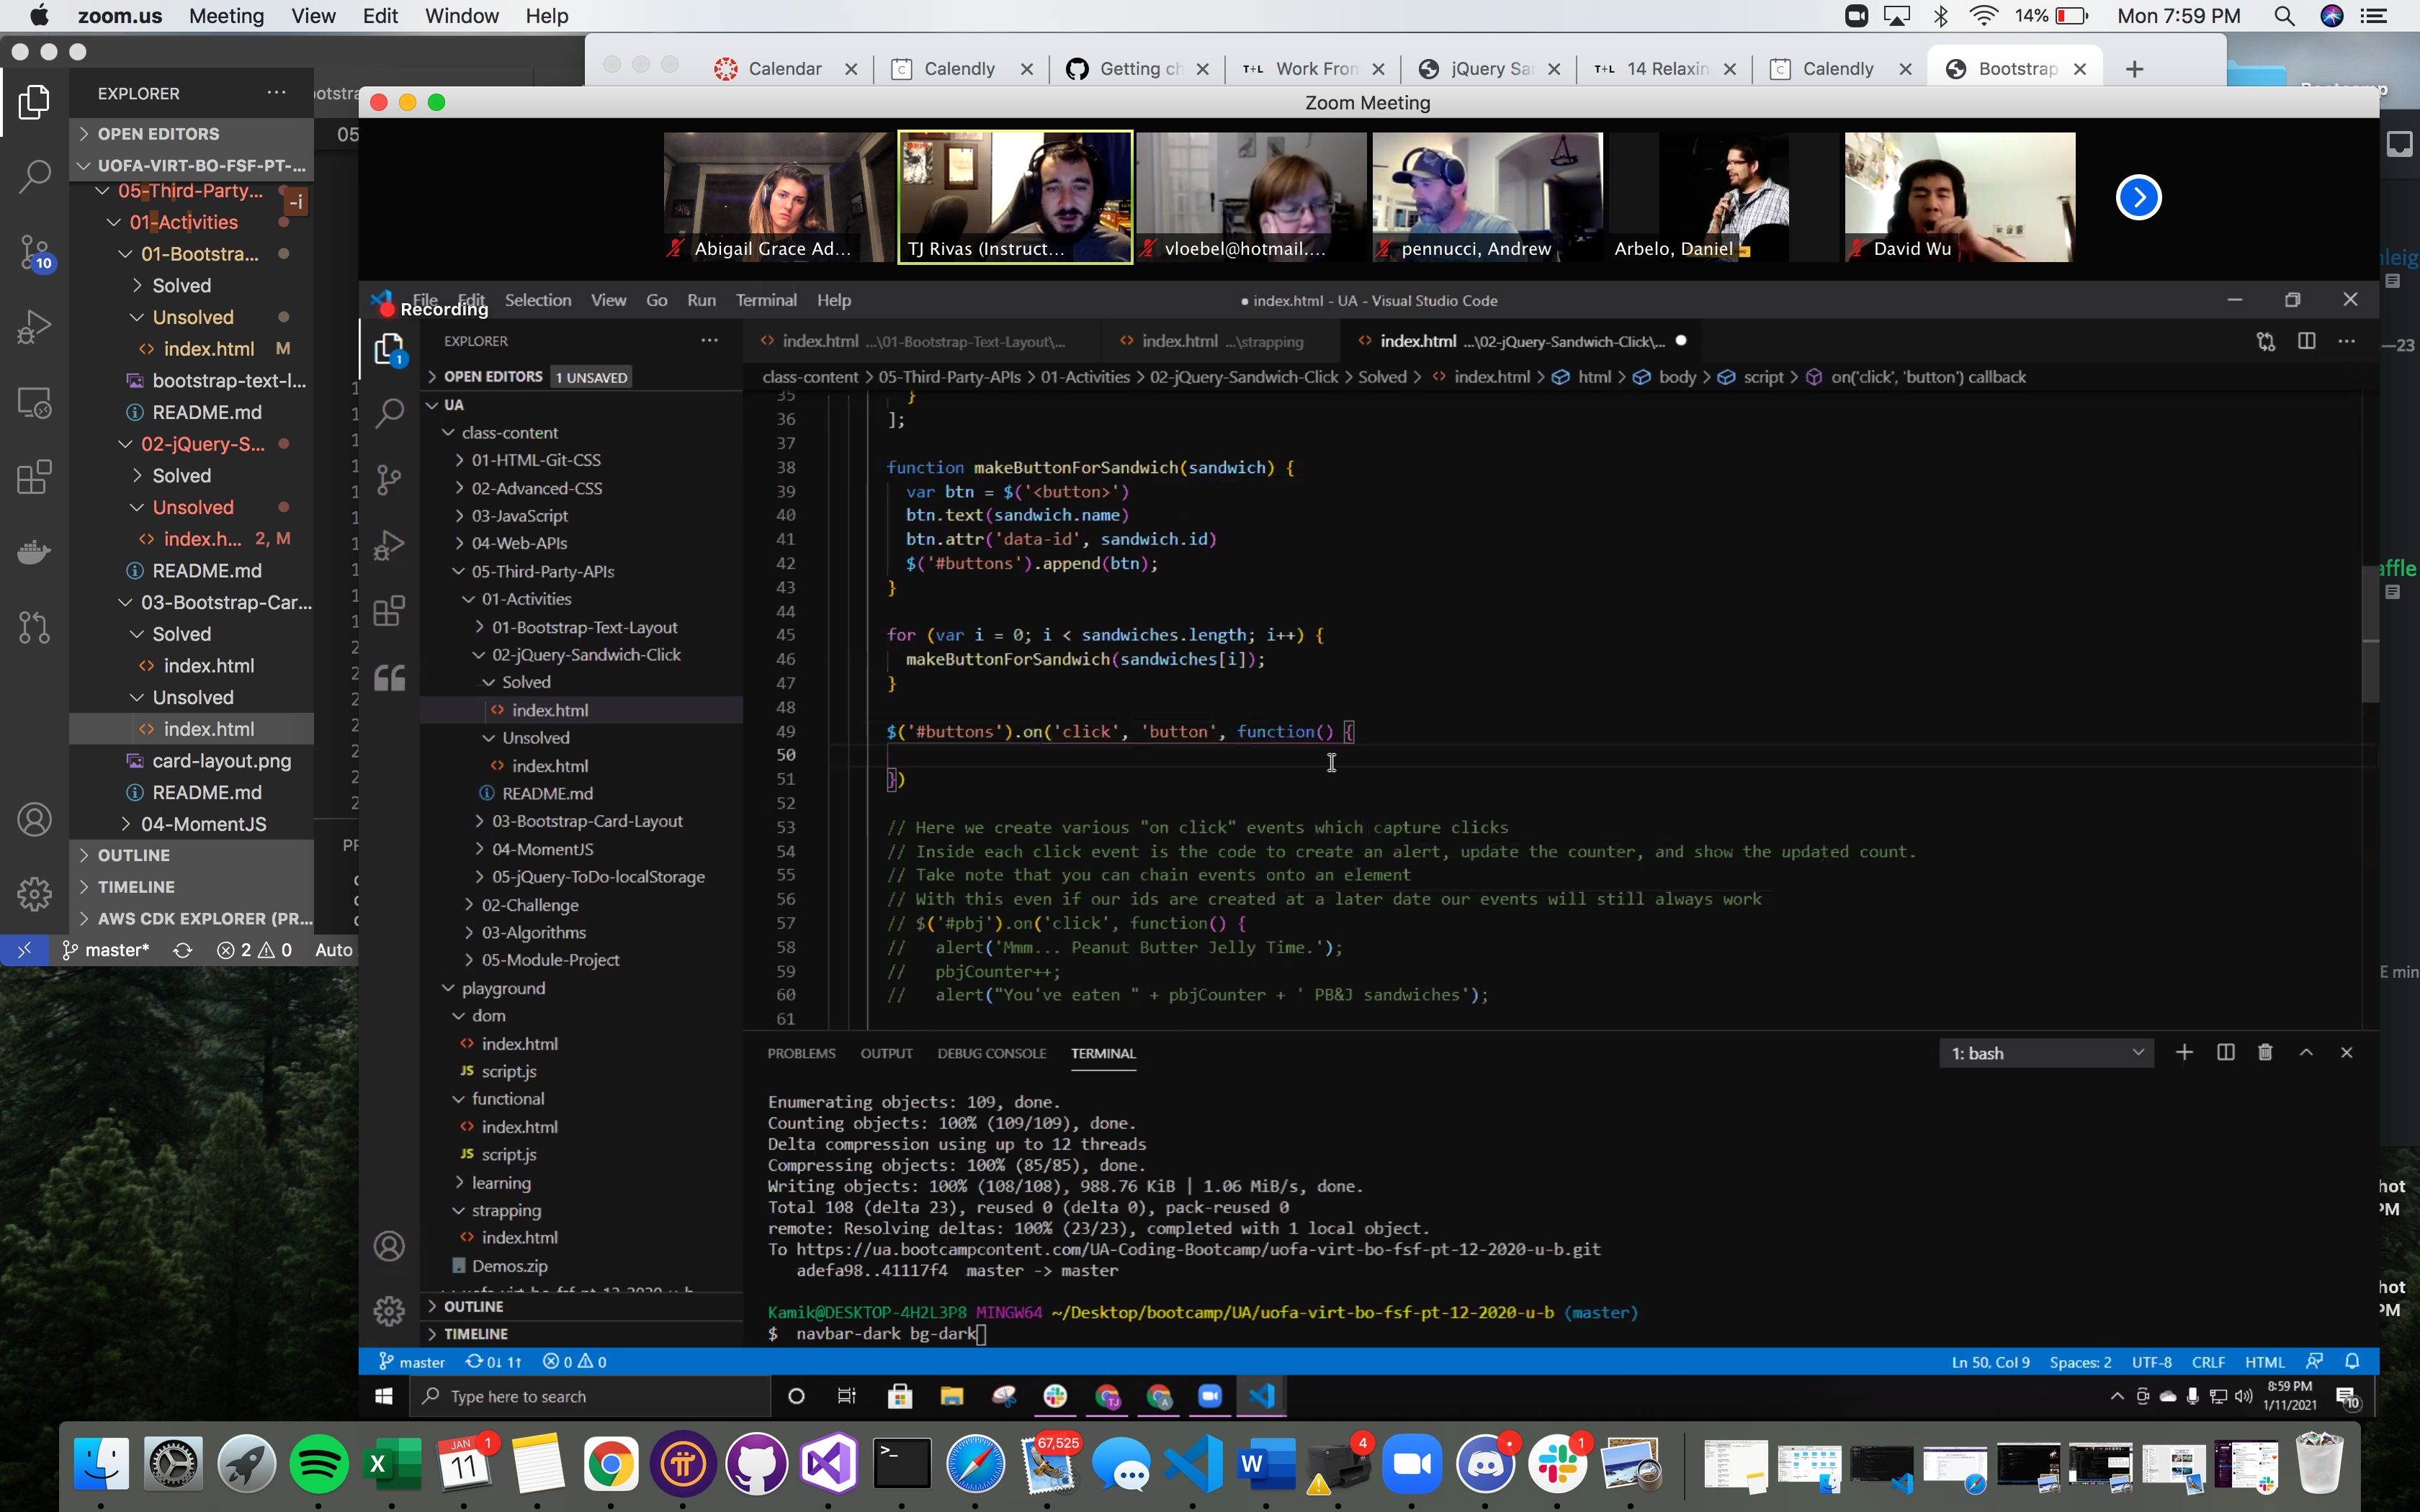 zoom.us Meeting View Edit Window Help
14% Mon 7:59 PM
Calendar
Calendly
Getting ch
T+L Work From
jQuery Sa
T+L 14 Relaxin
Calendly
Bootstrap
Zoom Meeting
EXPLORER
OPEN EDITORS
UOFA-VIRT-BO-FSF-PT-...
05-Third-Party...
-i
01-Activities
01-Bootstra...
Solved
Unsolved
index.html M
bootstrap-text-l...
README.md
02-jQuery-S...
Solved
Unsolved
index.h... 2, M
README.md
03-Bootstrap-Car...
Solved
index.html
Unsolved
index.html
card-layout.png
README.md
04-MomentJS
OUTLINE
TIMELINE
AWS CDK EXPLORER (PR...
10
master* 2 0 Auto
Abigail Grace Ad...
TJ Rivas (Instruct...
vloebel@hotmail....
pennucci, Andrew
Arbelo, Daniel
David Wu
File Edit Selection View Go Run Terminal Help
Recording
● index.html - UA - Visual Studio Code
EXPLORER
index.html ...\01-Bootstrap-Text-Layout\...
index.html ...\strapping
index.html ...\02-jQuery-Sandwich-Click\...
OPEN EDITORS 1 UNSAVED
class-content > 05-Third-Party-APIs > 01-Activities > 02-jQuery-Sandwich-Click > Solved > index.html > html > body > script > on('click', 'button') callback
1
UA
class-content
01-HTML-Git-CSS
02-Advanced-CSS
03-JavaScript
04-Web-APIs
05-Third-Party-APIs
01-Activities
01-Bootstrap-Text-Layout
02-jQuery-Sandwich-Click
Solved
index.html
Unsolved
index.html
README.md
03-Bootstrap-Card-Layout
04-MomentJS
05-jQuery-ToDo-localStorage
02-Challenge
03-Algorithms
05-Module-Project
playground
dom
index.html
JS script.js
functional
index.html
JS script.js
learning
strapping
index.html
Demos.zip
OUTLINE
TIMELINE
35 }
36 ];
37
38 function makeButtonForSandwich(sandwich) {
39 var btn = $('<button>')
40 btn.text(sandwich.name)
41 btn.attr('data-id', sandwich.id)
42 $('#buttons').append(btn);
43 }
44
45 for (var i = 0; i < sandwiches.length; i++) {
46 makeButtonForSandwich(sandwiches[i]);
47 }
48
49 $('#buttons').on('click', 'button', function() {
50
51 })
52
53 // Here we create various "on click" events which capture clicks
54 // Inside each click event is the code to create an alert, update the counter, and show the updated count.
55 // Take note that you can chain events onto an element
56 // With this even if our ids are created at a later date our events will still always work
57 // $('#pbj').on('click', function() {
58 //   alert('Mmm... Peanut Butter Jelly Time.');
59 //   pbjCounter++;
60 //   alert("You've eaten " + pbjCounter + ' PB&J sandwiches');
61
PROBLEMS OUTPUT DEBUG CONSOLE TERMINAL
1: bash
Enumerating objects: 109, done.
Counting objects: 100% (109/109), done.
Delta compression using up to 12 threads
Compressing objects: 100% (85/85), done.
Writing objects: 100% (108/108), 988.76 KiB | 1.06 MiB/s, done.
Total 108 (delta 23), reused 0 (delta 0), pack-reused 0
remote: Resolving deltas: 100% (23/23), completed with 1 local object.
To https://ua.bootcampcontent.com/UA-Coding-Bootcamp/uofa-virt-bo-fsf-pt-12-2020-u-b.git
adefa98..41117f4 master -> master
Kamik@DESKTOP-4H2L3P8 MINGW64 ~/Desktop/bootcamp/UA/uofa-virt-bo-fsf-pt-12-2020-u-b (master)
$ navbar-dark bg-dark
master 0↓ 1↑ 0 0
Ln 50, Col 9 Spaces: 2 UTF-8 CRLF HTML
Type here to search
8:59 PM
1/11/2021
10
JAN
11
1
67,525
4
1